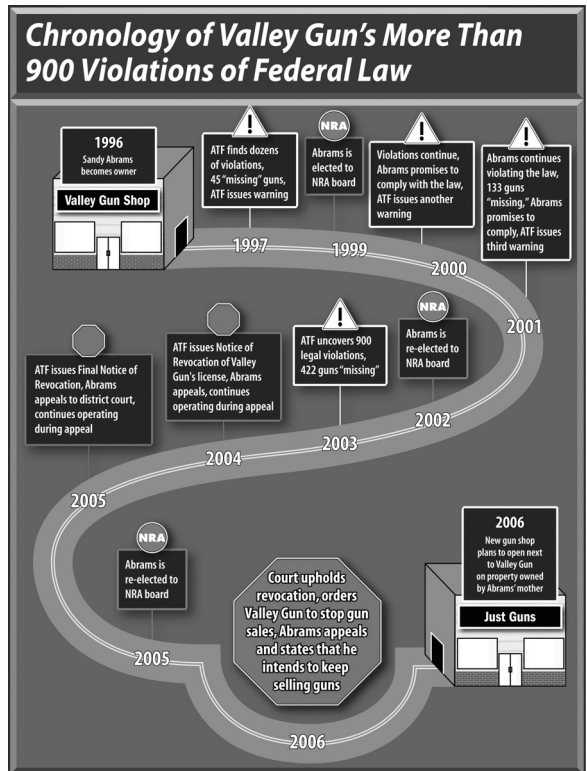 Chronology of Valley Gun's More Than
900 Violations of Federal Law
1996
Sandy Abrams
becomes owner
Valley Gun Shop
ATF finds dozens
of violations,
45 "missing" guns,
ATF issues warning
1997
NRA
Abrams is
elected to
NRA board
1999
Violations continue,
Abrams promises to
comply with the law,
ATF issues another
warning
2000
Abrams continues
violating the law,
133 guns
"missing," Abrams
promises to
comply, ATF issues
third warning
2001
NRA
Abrams is
re-elected to
NRA board
2002
ATF uncovers 900
legal violations,
422 guns "missing"
2003
ATF issues Notice of
Revocation of Valley
Gun's license, Abrams
appeals, continues
operating during appeal
2004
ATF issues Final Notice of
Revocation, Abrams
appeals to district court,
continues operating
during appeal
2005
NRA
Abrams is
re-elected to
NRA board
2005
Court upholds
revocation, orders
Valley Gun to stop gun
sales, Abrams appeals
and states that he
intends to keep
selling guns
2006
2006
New gun shop
plans to open next
to Valley Gun
on property owned
by Abrams' mother
Just Guns